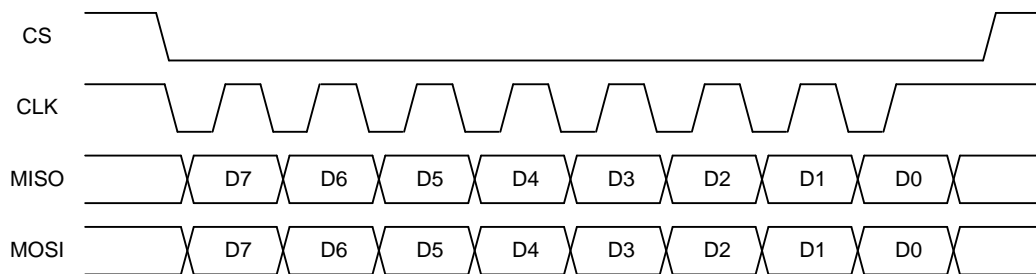 CS
CLK
MISO D7 D6 D5 D4 D3 D2 D1 D0
MOSI D7 D6 D5 D4 D3 D2 D1 D0